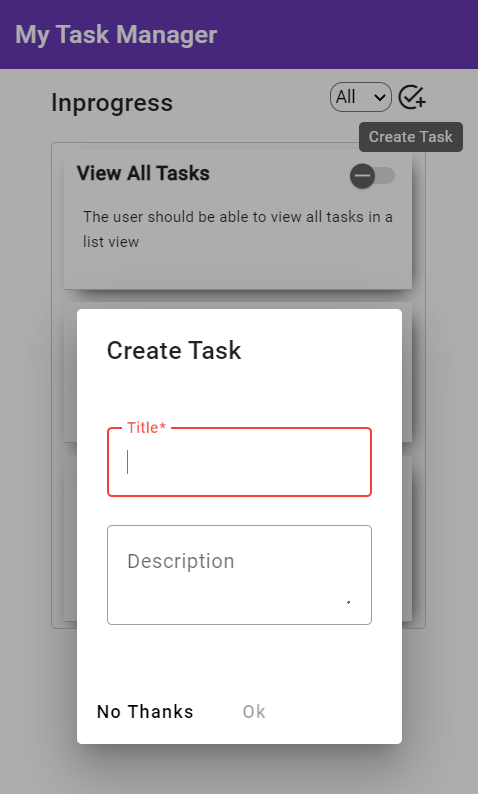 My Task Manager
Inprogress
All
Create Task
View All Tasks
The user should be able to view all tasks in a
list view
Create Task
Title*
Description
No Thanks
Ok